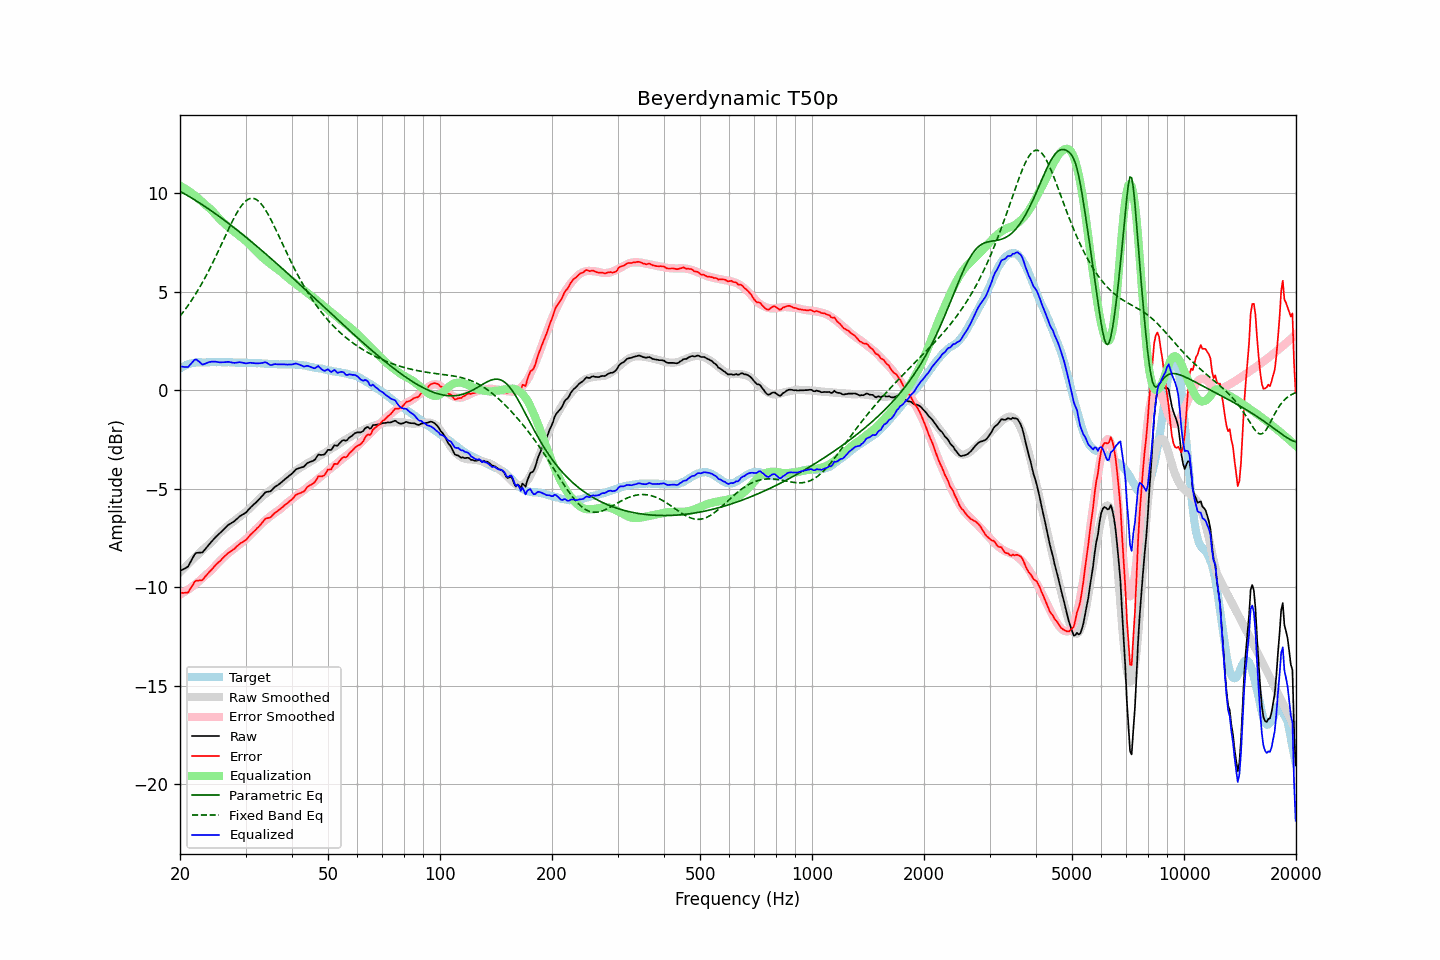 Beyerdynamic T50p
Amplitude (dBr)
10
5
0
−5
−10
−15
−20
Target
Raw Smoothed
Error Smoothed
Raw
Error
Equalization
Parametric Eq
Fixed Band Eq
Equalized
20 50 100 200 500 1000 2000 5000 10000 20000
Frequency (Hz)